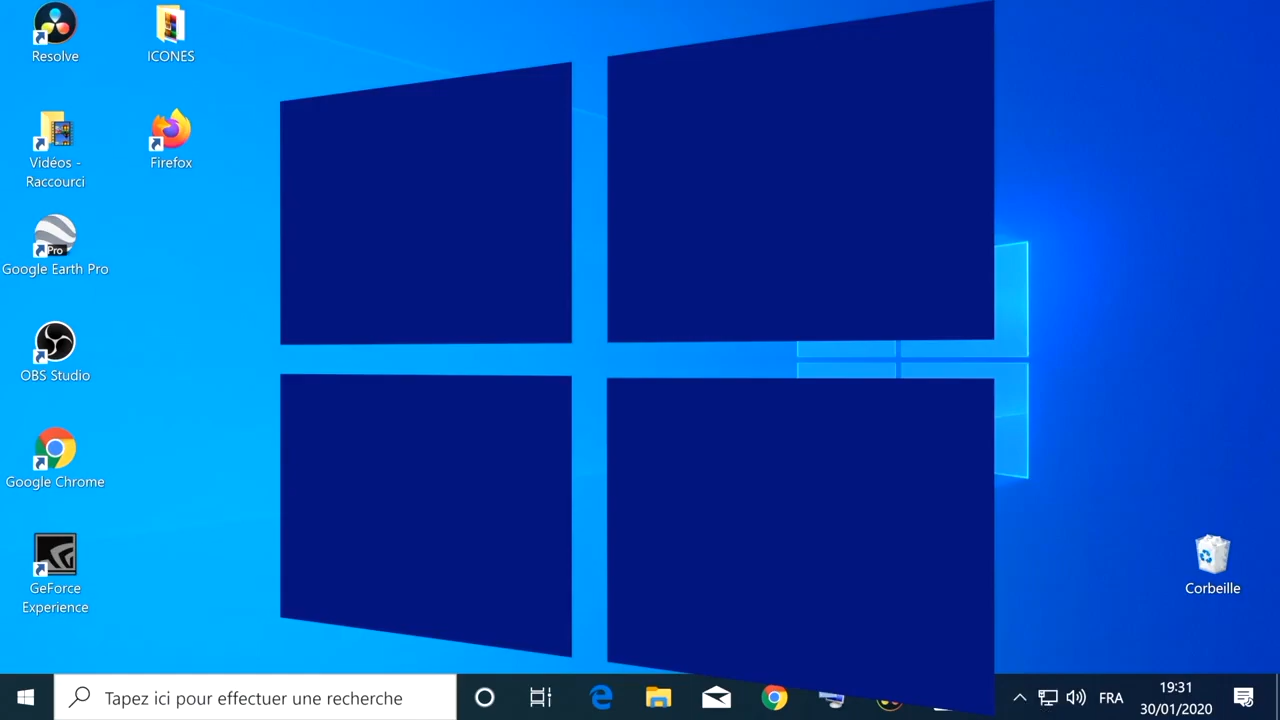 Resolve
ICONES
Vidéos -
Raccourci
Firefox
Pro
Google Earth Pro
OBS Studio
Google Chrome
GeForce
Experience
Corbeille
Tapez ici pour effectuer une recherche
FRA
19:31
30/01/2020